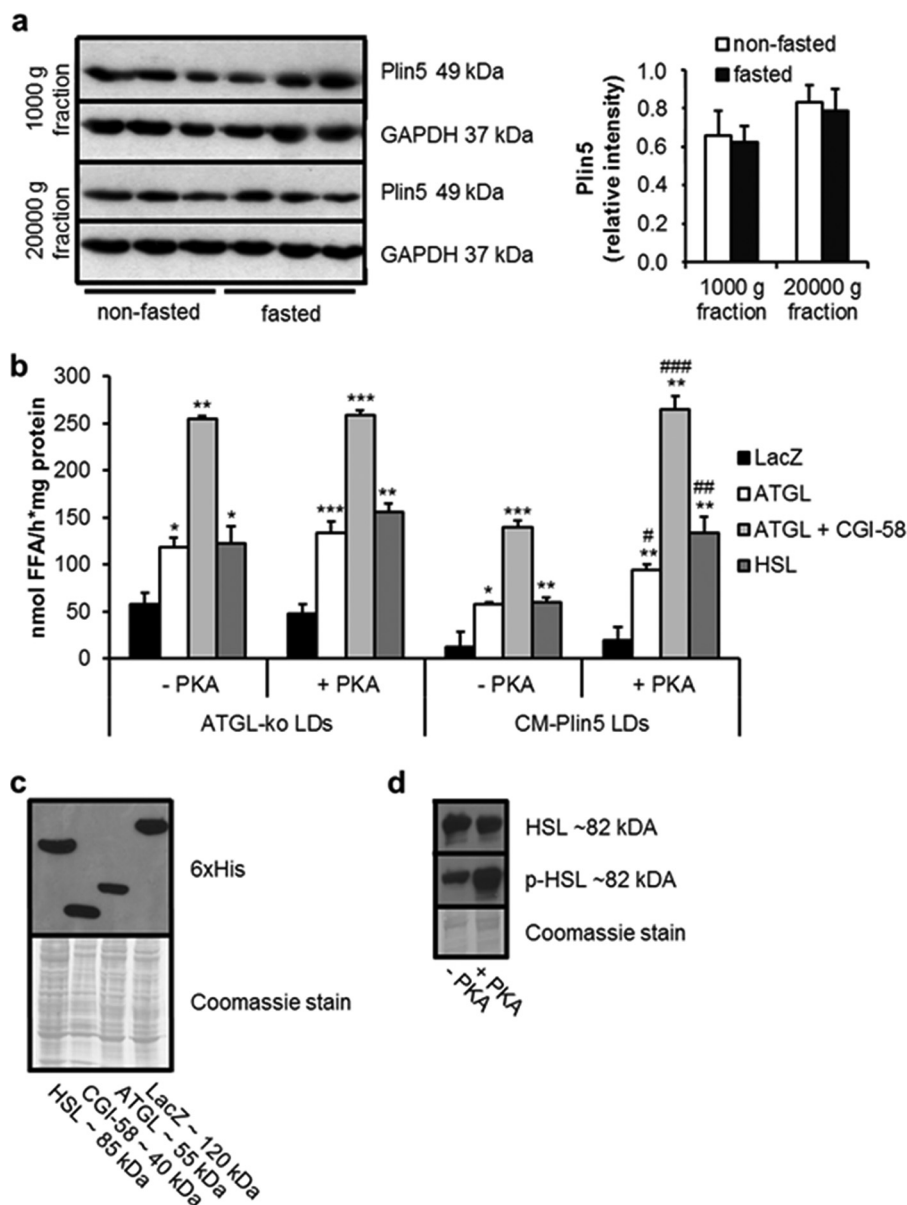 a
1000 g
fraction
20000 g
fraction
Plin5 49 kDa
GAPDH 37 kDa
Plin5 49 kDa
GAPDH 37 kDa
non-fasted
fasted
non-fasted
fasted
Plin5
(relative intensity)
1.0
0.8
0.6
0.4
0.2
0.0
1000 g
fraction
20000 g
fraction
b
nmol FFA/h*mg protein
300
250
200
150
100
50
0
*
**
*
***
***
**
*
***
**
#
**
###
**
##
**
LacZ
ATGL
ATGL + CGI-58
HSL
- PKA
+ PKA
- PKA
+ PKA
ATGL-ko LDs
CM-Plin5 LDs
c
6xHis
Coomassie stain
HSL ~ 85 kDa
CGI-58 ~ 40 kDa
ATGL ~ 55 kDa
LacZ ~ 120 kDa
d
HSL ~82 kDA
p-HSL ~82 kDA
Coomassie stain
- PKA
+ PKA